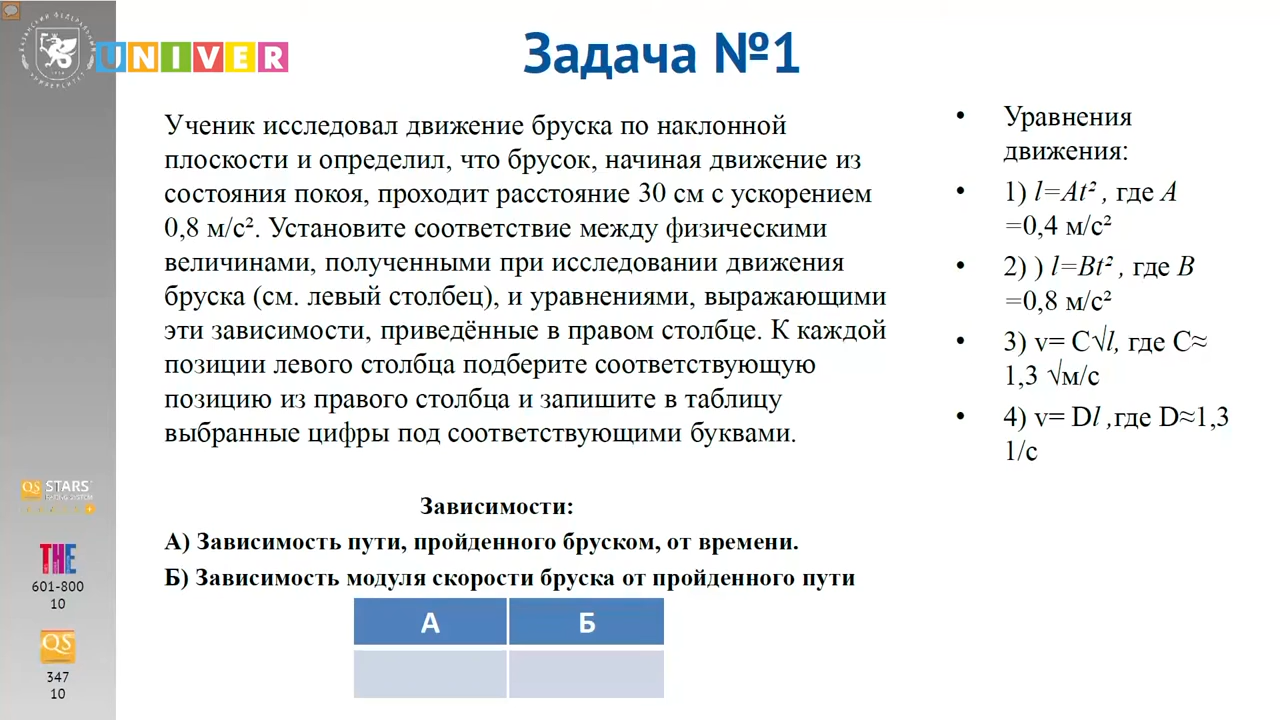 UNIVER
Задача №1
Ученик исследовал движение бруска по наклонной
плоскости и определил, что брусок, начиная движение из
состояния покоя, проходит расстояние 30 см с ускорением
0,8 м/с². Установите соответствие между физическими
величинами, полученными при исследовании движения
бруска (см. левый столбец), и уравнениями, выражающими
эти зависимости, приведённые в правом столбце. К каждой
позиции левого столбца подберите соответствующую
позицию из правого столбца и запишите в таблицу
выбранные цифры под соответствующими буквами.
Зависимости:
А) Зависимость пути, пройденного бруском, от времени.
Б) Зависимость модуля скорости бруска от пройденного пути
А Б
• Уравнения
движения:
• 1) l=At² , где A
=0,4 м/с²
• 2) ) l=Bt² , где B
=0,8 м/с²
• 3) v= C√l, где C≈
1,3 √м/с
• 4) v= Dl ,где D≈1,3
1/с
QS STARS
THE
601-800
10
QS
347
10